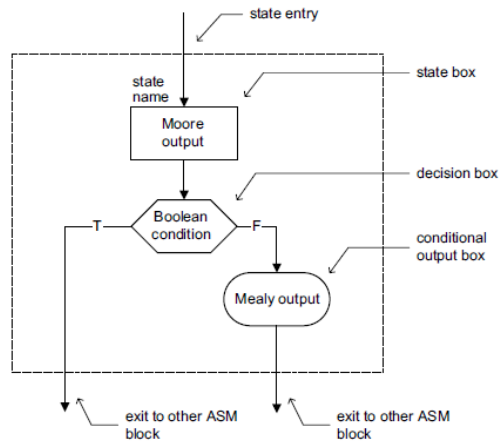 state entry
state box
state
name
Moore
output
decision box
T
Boolean
condition
F
conditional
output box
Mealy output
exit to other ASM
block
exit to other ASM
block